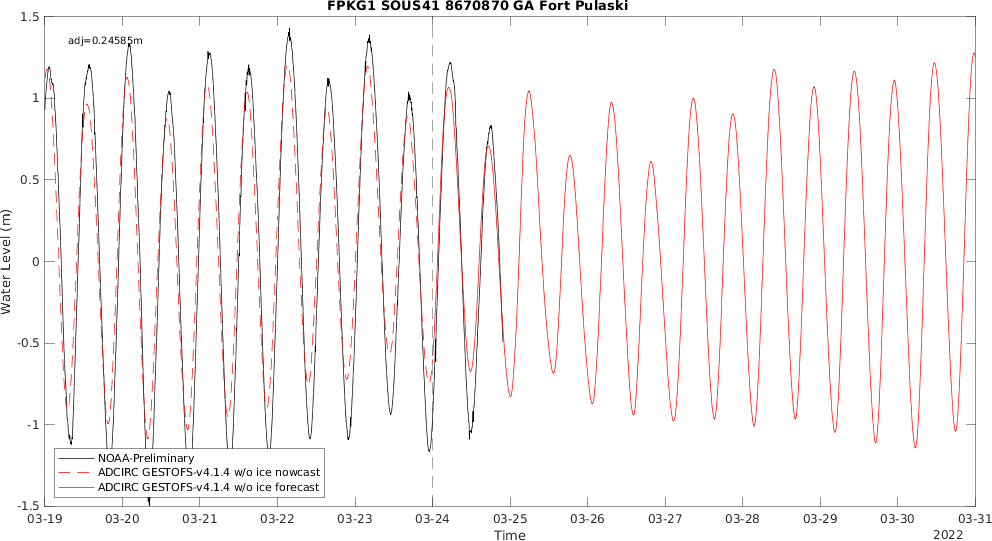 FPKG1 SOUS41 8670870 GA Fort Pulaski
adj=0.24585m
1.5
1
0.5
0
-0.5
-1
-1.5
Water Level (m)
NOAA-Preliminary
ADCIRC GESTOFS-v4.1.4 w/o ice nowcast
ADCIRC GESTOFS-v4.1.4 w/o ice forecast
03-19 03-20 03-21 03-22 03-23 03-24 03-25 03-26 03-27 03-28 03-29 03-30 03-31
Time
2022